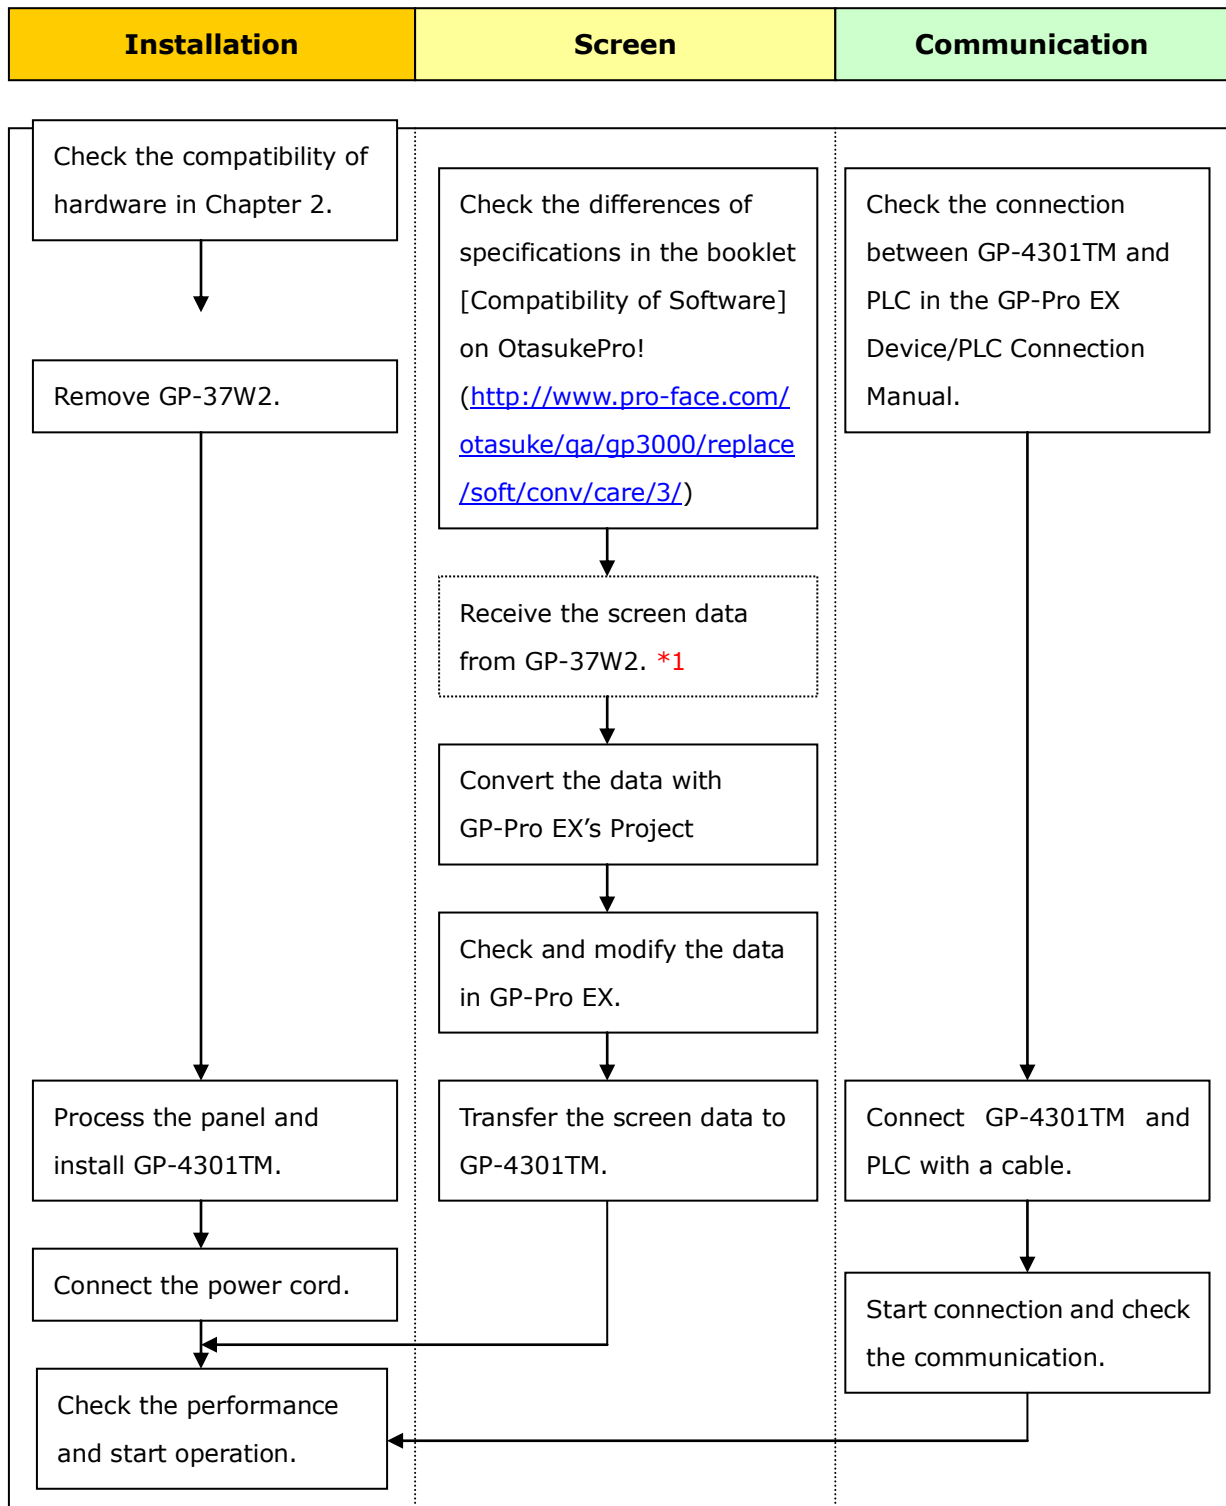 Installation
Screen
Communication
Check the compatibility of
hardware in Chapter 2.
Remove GP-37W2.
Process the panel and
install GP-4301TM.
Connect the power cord.
Check the performance
and start operation.
Check the differences of
specifications in the booklet
[Compatibility of Software]
on OtasukePro!
(http://www.pro-face.com/
otasuke/qa/gp3000/replace
/soft/conv/care/3/)
Receive the screen data
from GP-37W2. *1
Convert the data with
GP-Pro EX’s Project
Check and modify the data
in GP-Pro EX.
Transfer the screen data to
GP-4301TM.
Check the connection
between GP-4301TM and
PLC in the GP-Pro EX
Device/PLC Connection
Manual.
Connect GP-4301TM and
PLC with a cable.
Start connection and check
the communication.